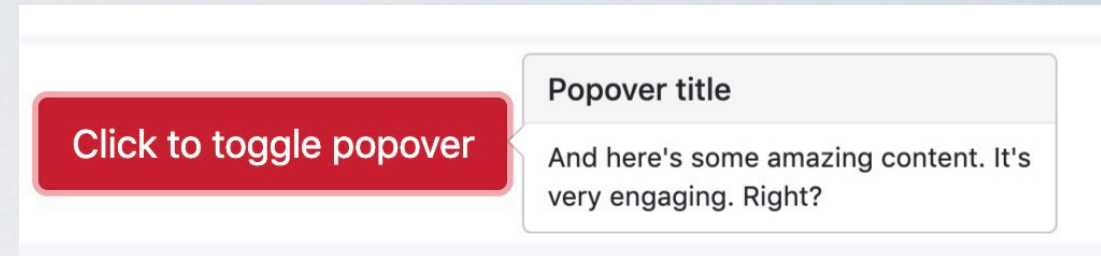 Click to toggle popover
Popover title
And here's some amazing content. It's
very engaging. Right?